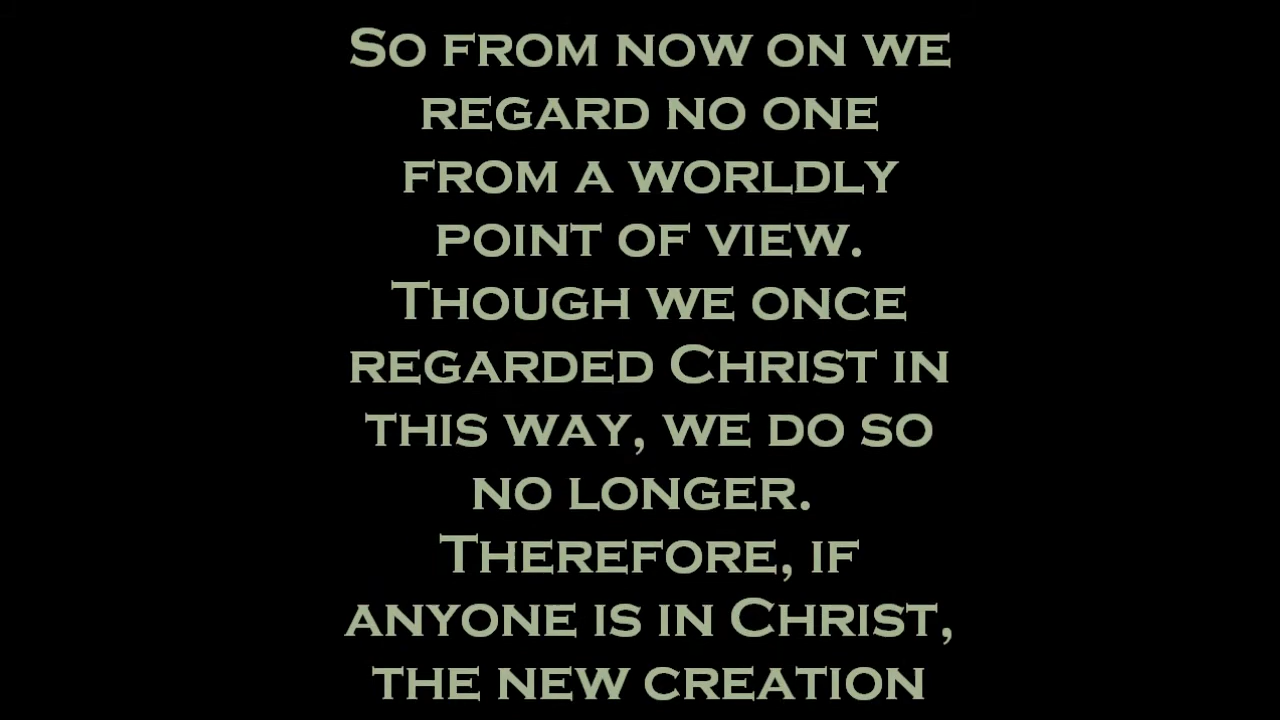 So from now on we
regard no one
from a worldly
point of view.
Though we once
regarded Christ in
this way, we do so
no longer.
Therefore, if
anyone is in Christ,
the new creation